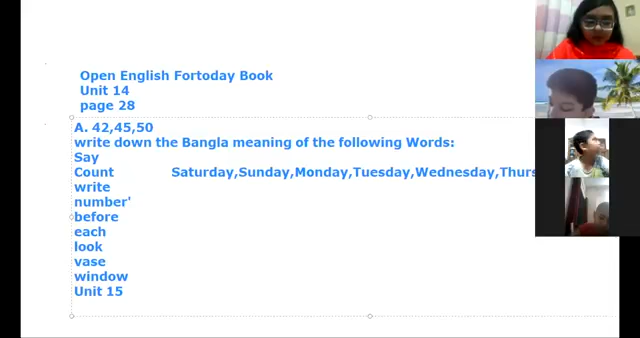 Open English Fortoday Book
Unit 14
page 28
A. 42,45,50
write down the Bangla meaning of the following Words:
Say
Count Saturday,Sunday,Monday,Tuesday,Wednesday,Thurs
write
number'
before
each
look
vase
window
Unit 15